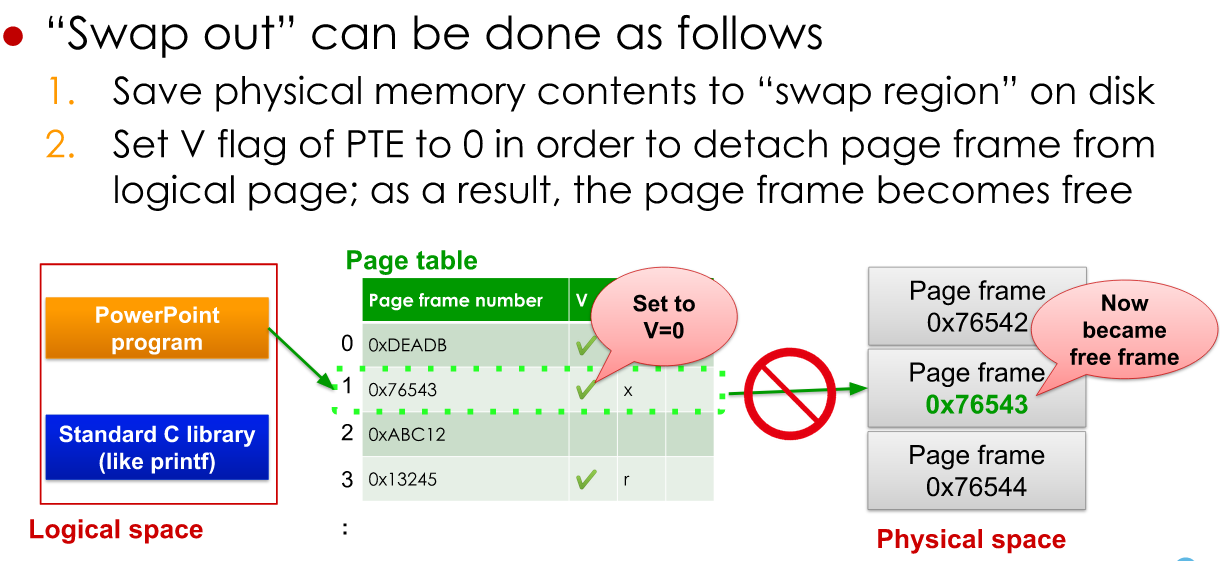 ● “Swap out” can be done as follows
1. Save physical memory contents to “swap region” on disk
2. Set V flag of PTE to 0 in order to detach page frame from
logical page; as a result, the page frame becomes free
PowerPoint
program
Standard C library
(like printf)
Logical space
Page table
Page frame number V
0 0xDEADB ✔
1 0x76543 ✔ x
2 0xABC12
3 0x13245 ✔ r
:
Set to
V=0
Page frame
0x76542
Page frame
0x76543
Page frame
0x76544
Now
became
free frame
Physical space